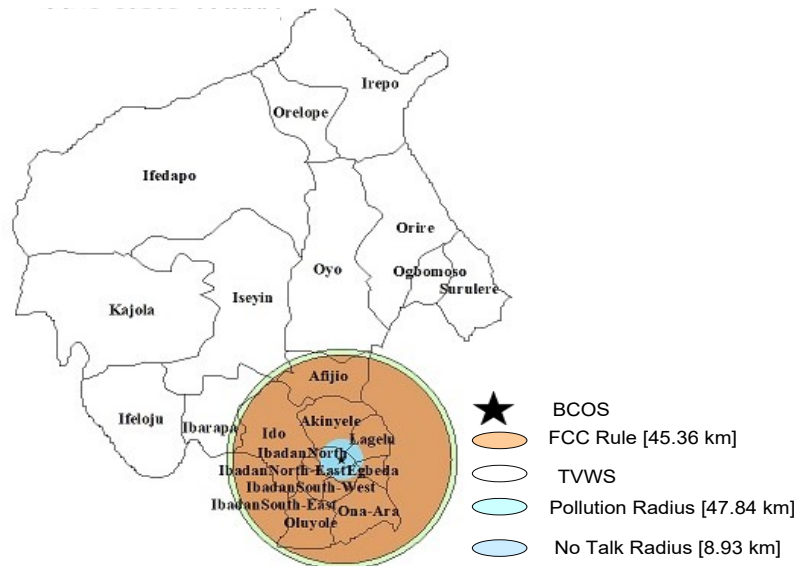 Irepo
Orelope
Ifedapo
Orire
Oyo
Ogbomoso
Surulere
Iseyin
Kajola
Afijio
Ifeloju
Ibarapa
Akinyele
Ido
Lagelu
IbadanNorth
IbadanNorth-EastEgbeda
IbadanSouth-West
IbadanSouth-East
Ona-Ara
Oluyole
BCOS
FCC Rule [45.36 km]
TVWS
Pollution Radius [47.84 km]
No Talk Radius [8.93 km]